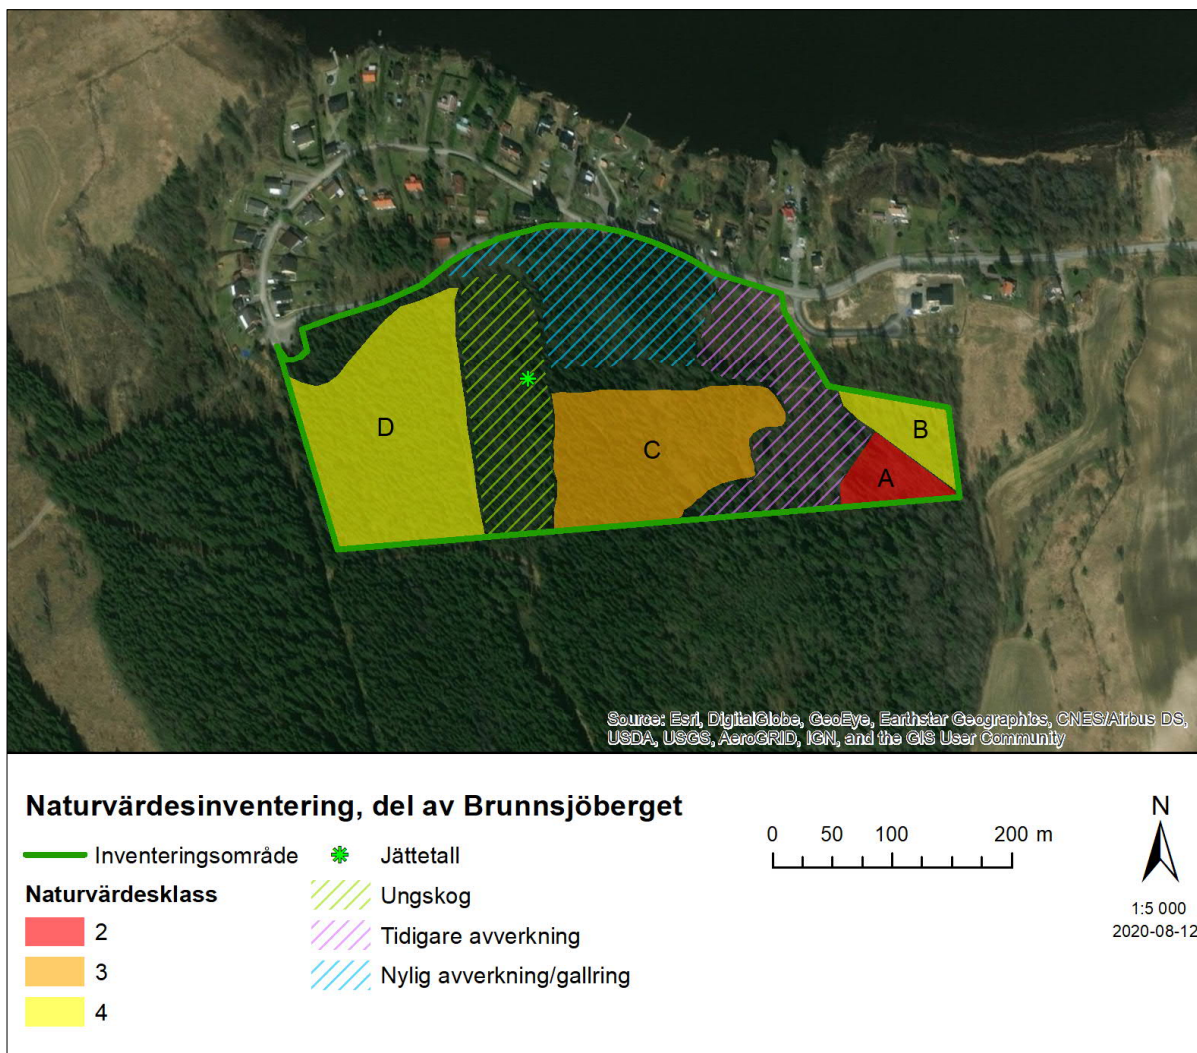 D
C
B
A
Source: Esri, DigitalGlobe, GeoEye, Earthstar Geographics, CNES/Airbus DS,
USDA, USGS, AeroGRID, IGN, and the GIS User Community
Naturvärdesinventering, del av Brunnsjöberget
Inventeringsområde
Naturvärdesklass
2
3
4
Jättetall
Ungskog
Tidigare avverkning
Nylig avverkning/gallring
0 50 100 200 m
N
1:5 000
2020-08-12